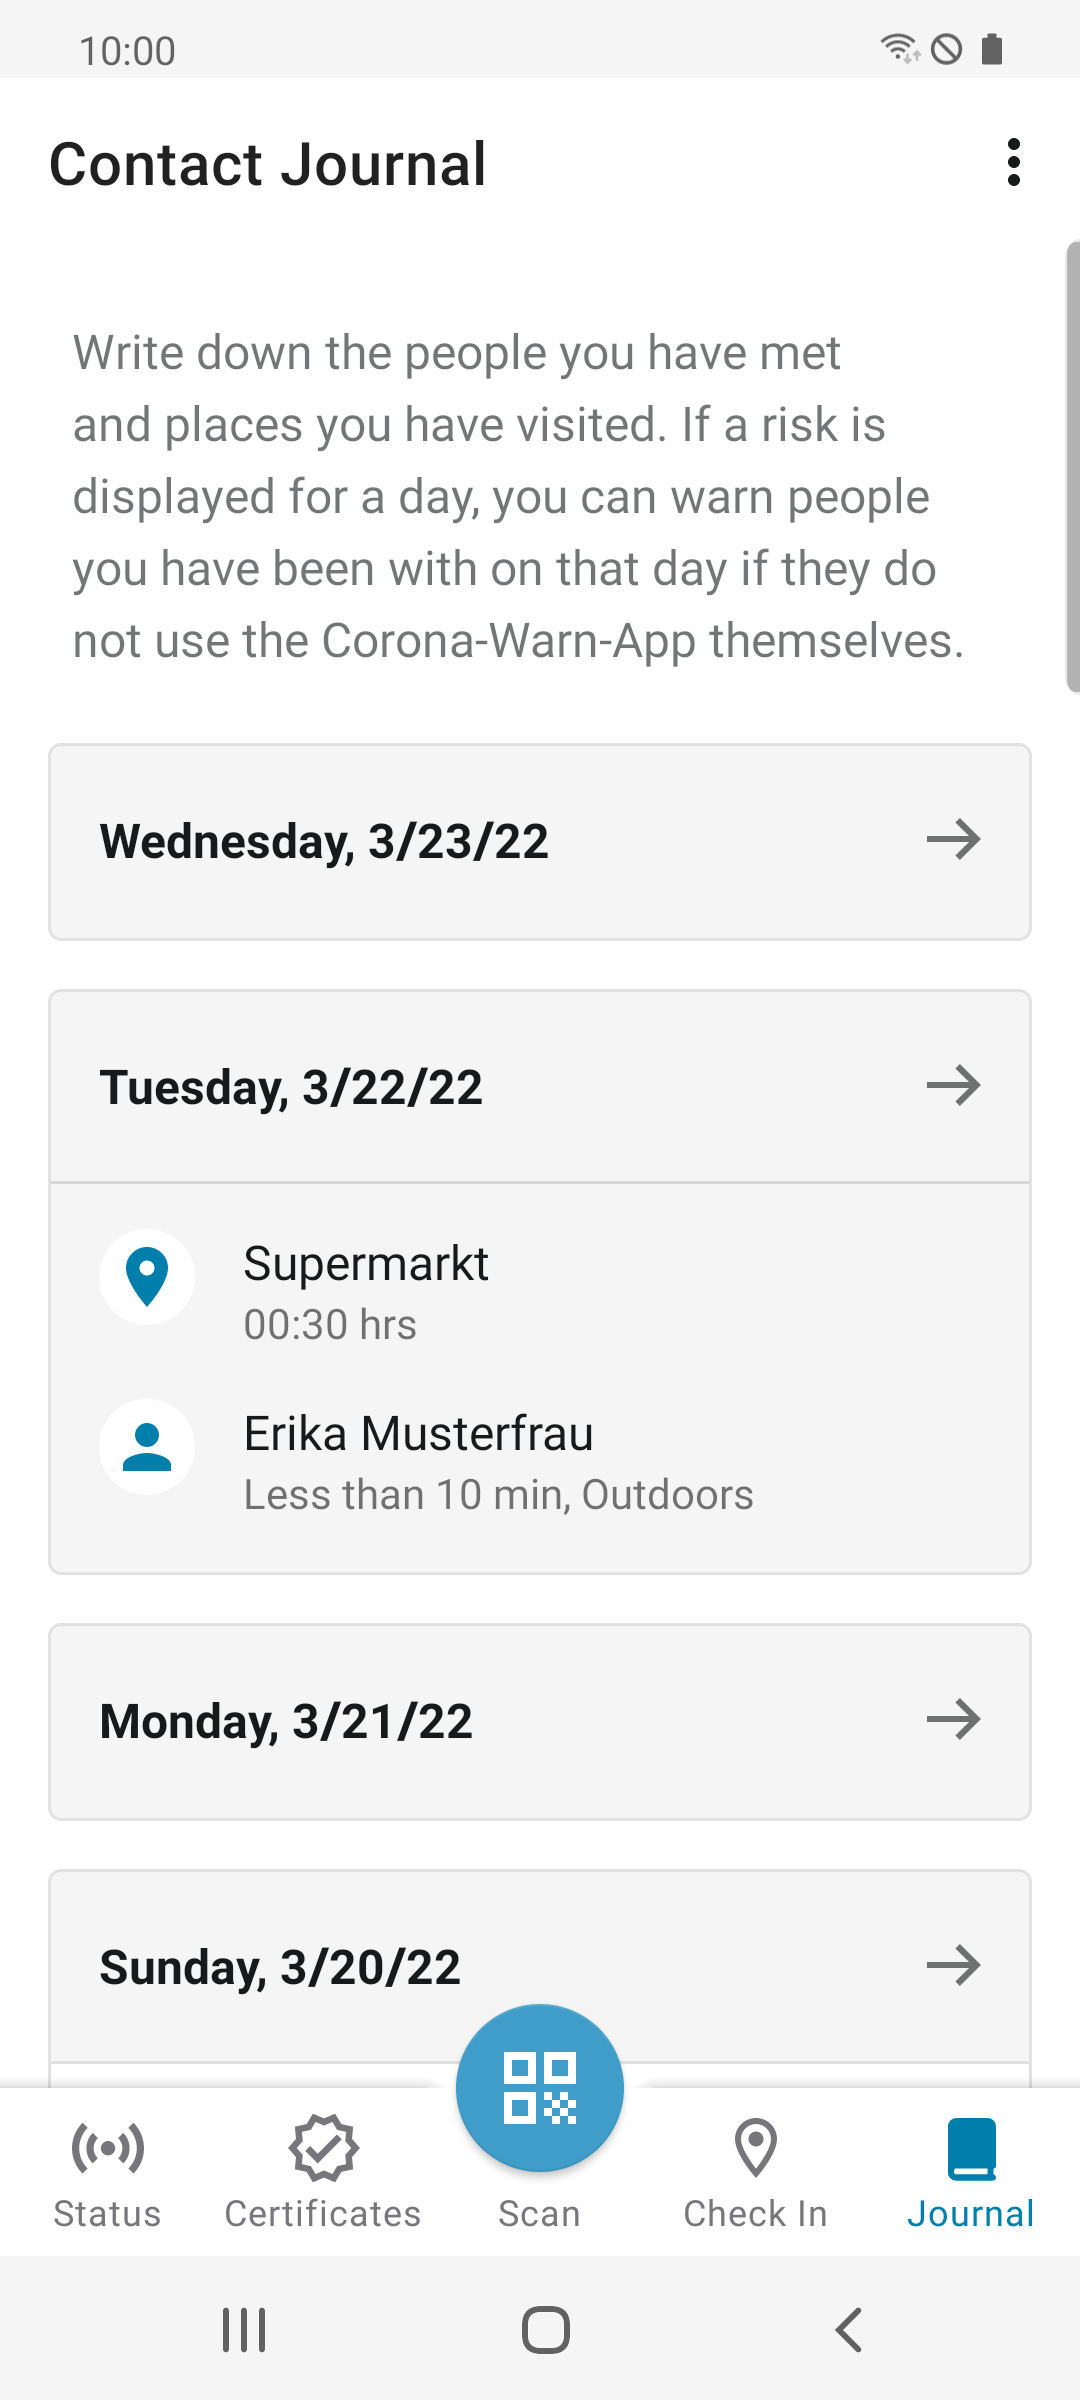 10:00
Contact Journal
Write down the people you have met
and places you have visited. If a risk is
displayed for a day, you can warn people
you have been with on that day if they do
not use the Corona-Warn-App themselves.
Wednesday, 3/23/22
Tuesday, 3/22/22
Supermarkt
00:30 hrs
Erika Musterfrau
Less than 10 min, Outdoors
Monday, 3/21/22
Sunday, 3/20/22
Status
Certificates
Scan
Check In
Journal